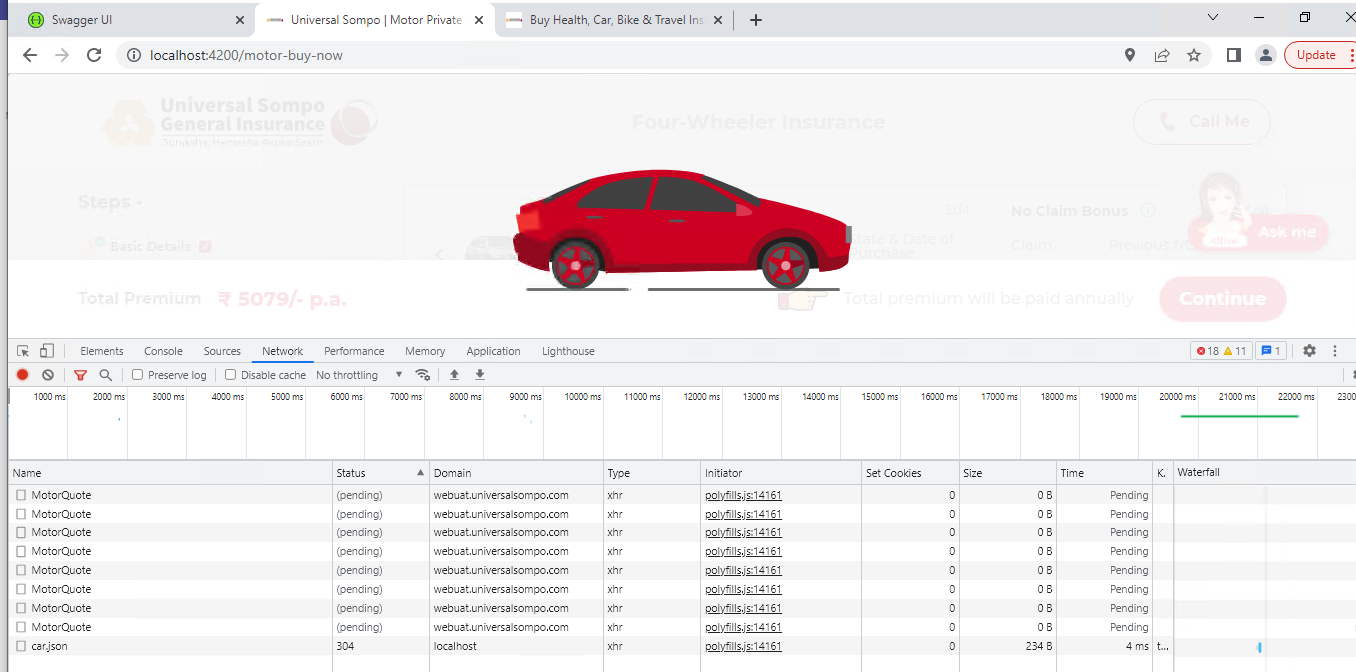 Swagger UI
Universal Sompo | Motor Private
Buy Health, Car, Bike & Travel Ins
localhost:4200/motor-buy-now
Update
Universal Sompo
General Insurance
Suraksha, Hamesha Aapke Saath
Four-Wheeler Insurance
Call Me
Steps -
Edit
No Claim Bonus
Edit
Basic Details
State & Date of
Purchase
Claim
Previous
Ask me
Total Premium ₹ 5079/- p.a.
Total premium will be paid annually
Continue
Elements Console Sources Network Performance Memory Application Lighthouse
18 11 1
Preserve log Disable cache No throttling
1000 ms 2000 ms 3000 ms 4000 ms 5000 ms 6000 ms 7000 ms 8000 ms 9000 ms 10000 ms 11000 ms 12000 ms 13000 ms 14000 ms 15000 ms 16000 ms 17000 ms 18000 ms 19000 ms 20000 ms 21000 ms 22000 ms 2300
Name Status Domain Type Initiator Set Cookies Size Time K. Waterfall
MotorQuote (pending) webuat.universalsompo.com xhr polyfills.js:14161 0 0 B Pending
MotorQuote (pending) webuat.universalsompo.com xhr polyfills.js:14161 0 0 B Pending
MotorQuote (pending) webuat.universalsompo.com xhr polyfills.js:14161 0 0 B Pending
MotorQuote (pending) webuat.universalsompo.com xhr polyfills.js:14161 0 0 B Pending
MotorQuote (pending) webuat.universalsompo.com xhr polyfills.js:14161 0 0 B Pending
MotorQuote (pending) webuat.universalsompo.com xhr polyfills.js:14161 0 0 B Pending
MotorQuote (pending) webuat.universalsompo.com xhr polyfills.js:14161 0 0 B Pending
MotorQuote (pending) webuat.universalsompo.com xhr polyfills.js:14161 0 0 B Pending
car.json 304 localhost xhr polyfills.js:14161 0 234 B 4 ms t...